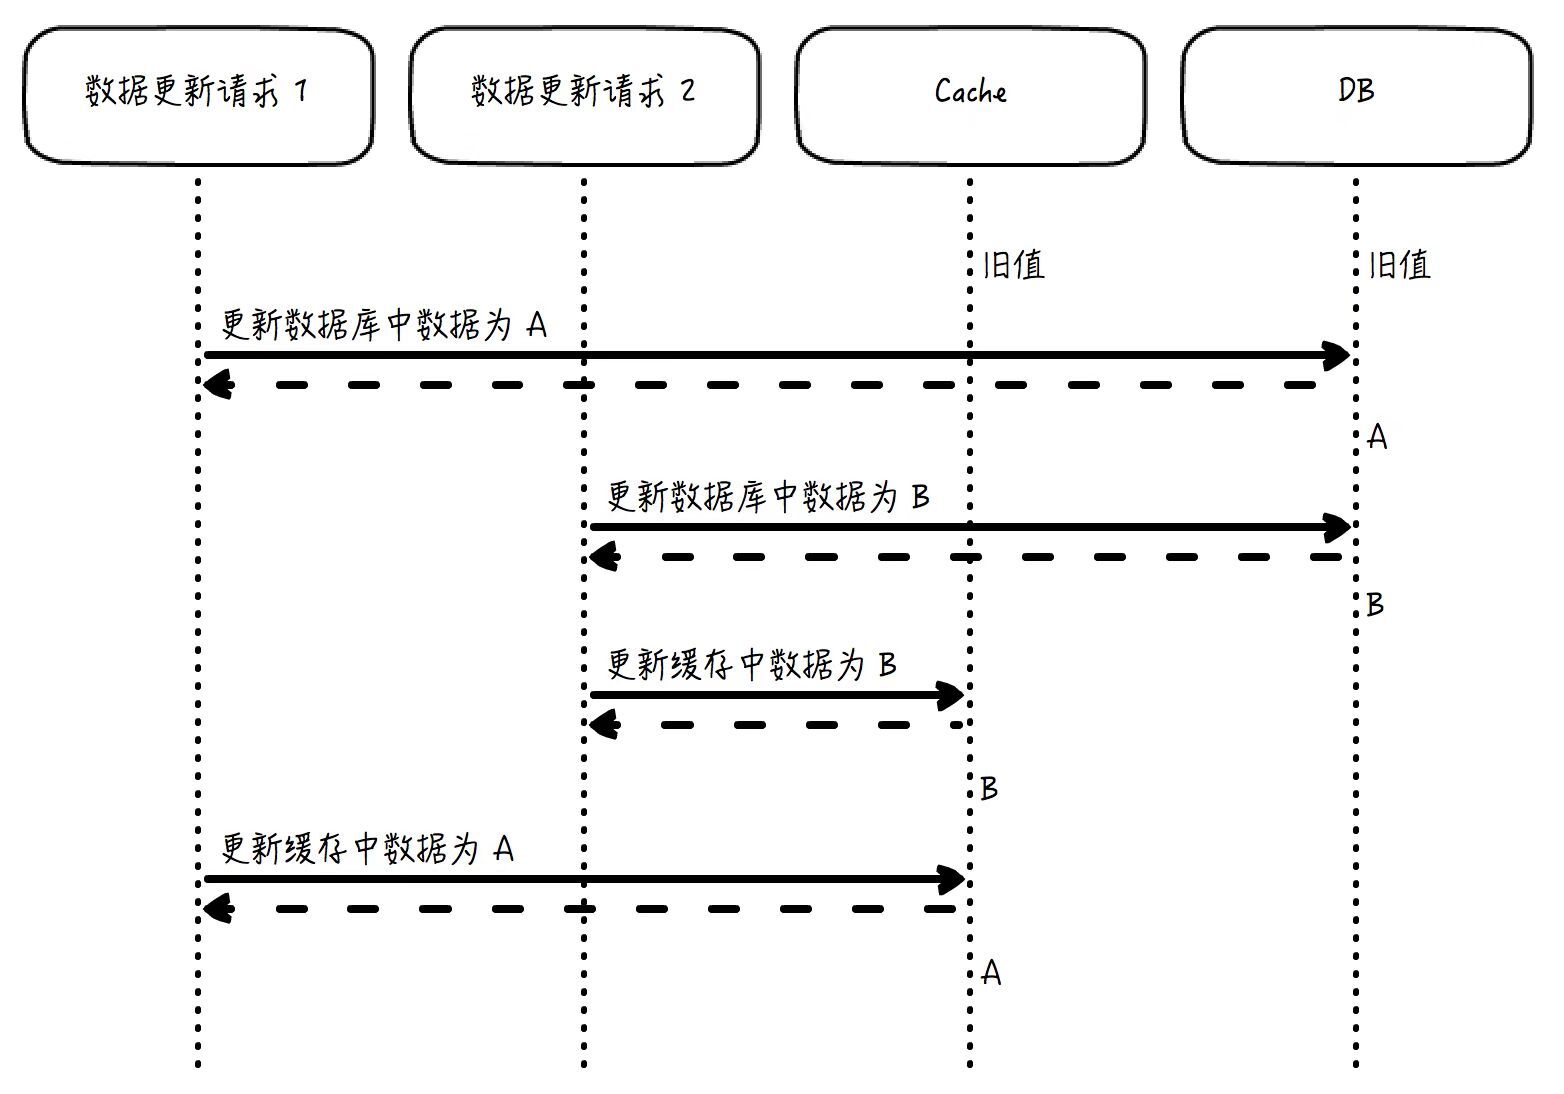 数据更新请求 1
数据更新请求 2
Cache
DB
旧值
旧值
更新数据库中数据为 A
A
更新数据库中数据为 B
B
更新缓存中数据为 B
B
更新缓存中数据为 A
A